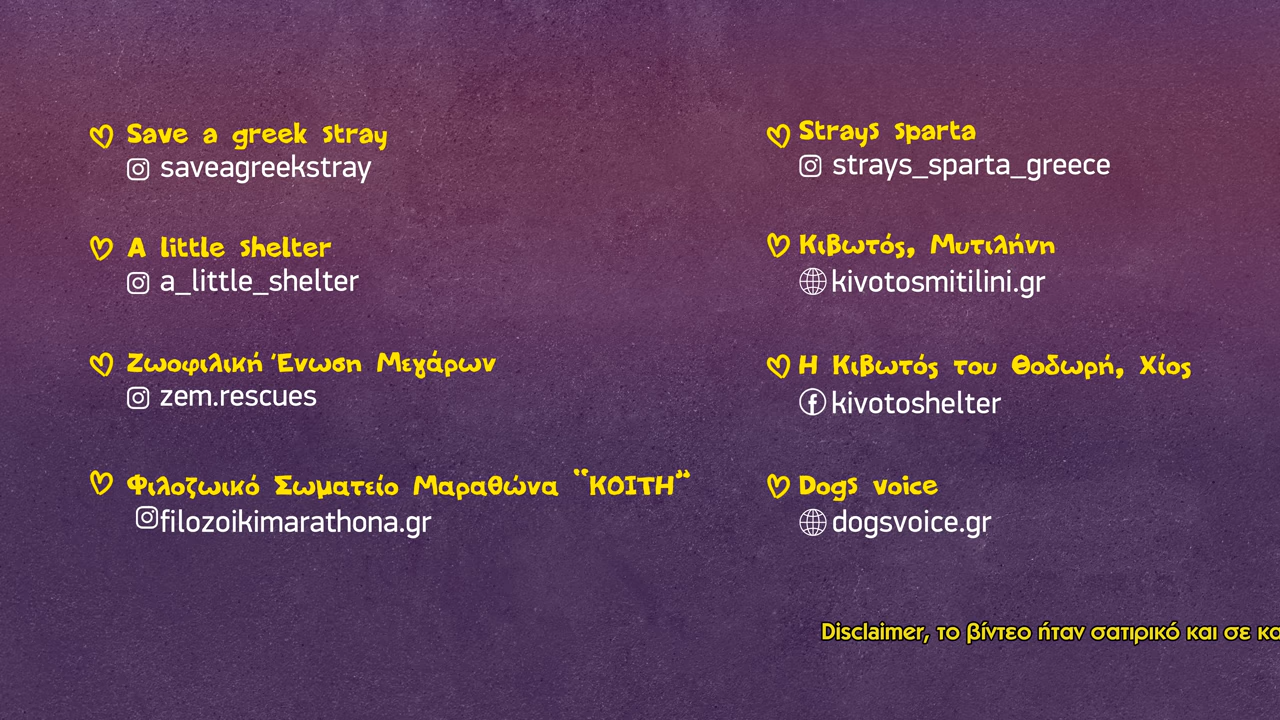 Save a greek stray
saveagreekstray
A little shelter
a_little_shelter
Ζωοφιλική Ένωση Μεγάρων
zem.rescues
Φιλοζωικό Σωματείο Μαραθώνα “ΚΟΙΤΗ”
filozoikimarathona.gr
Strays sparta
strays_sparta_greece
Κιβωτός, Μυτιλήνη
kivotosmitilini.gr
Η Κιβωτός του Θοδωρή, Χίος
kivotoshelter
Dogs voice
dogsvoice.gr
Disclaimer, το βίντεο ήταν σατιρικό και σε